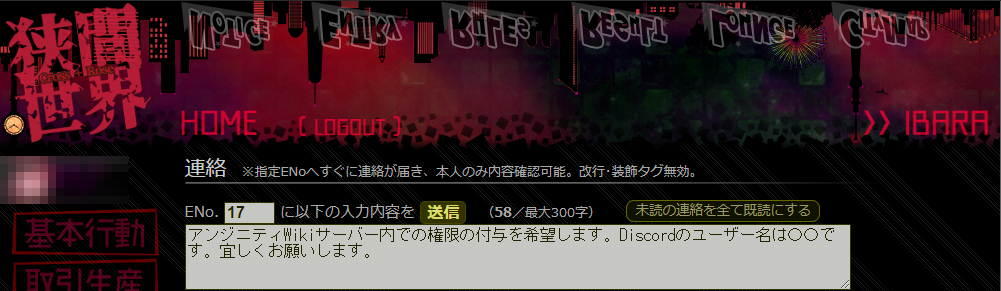 NOTICE ENTRY RULES RESULT LOUNGE CLAWBS
狭闇
Cross+Rose
世界
HOME [ LOGOUT ] >> IBARA
連絡 ※指定ENoへすぐに連絡が届き、本人のみ内容確認可能。改行・装飾タグ無効。
ENo. 17 に以下の入力内容を 送信 (58／最大300字) 未読の連絡を全て既読にする
アンジニティWikiサーバー内での権限の付与を希望します。Discordのユーザー名は〇〇で
す。宜しくお願いします。
基本行動
取引生産